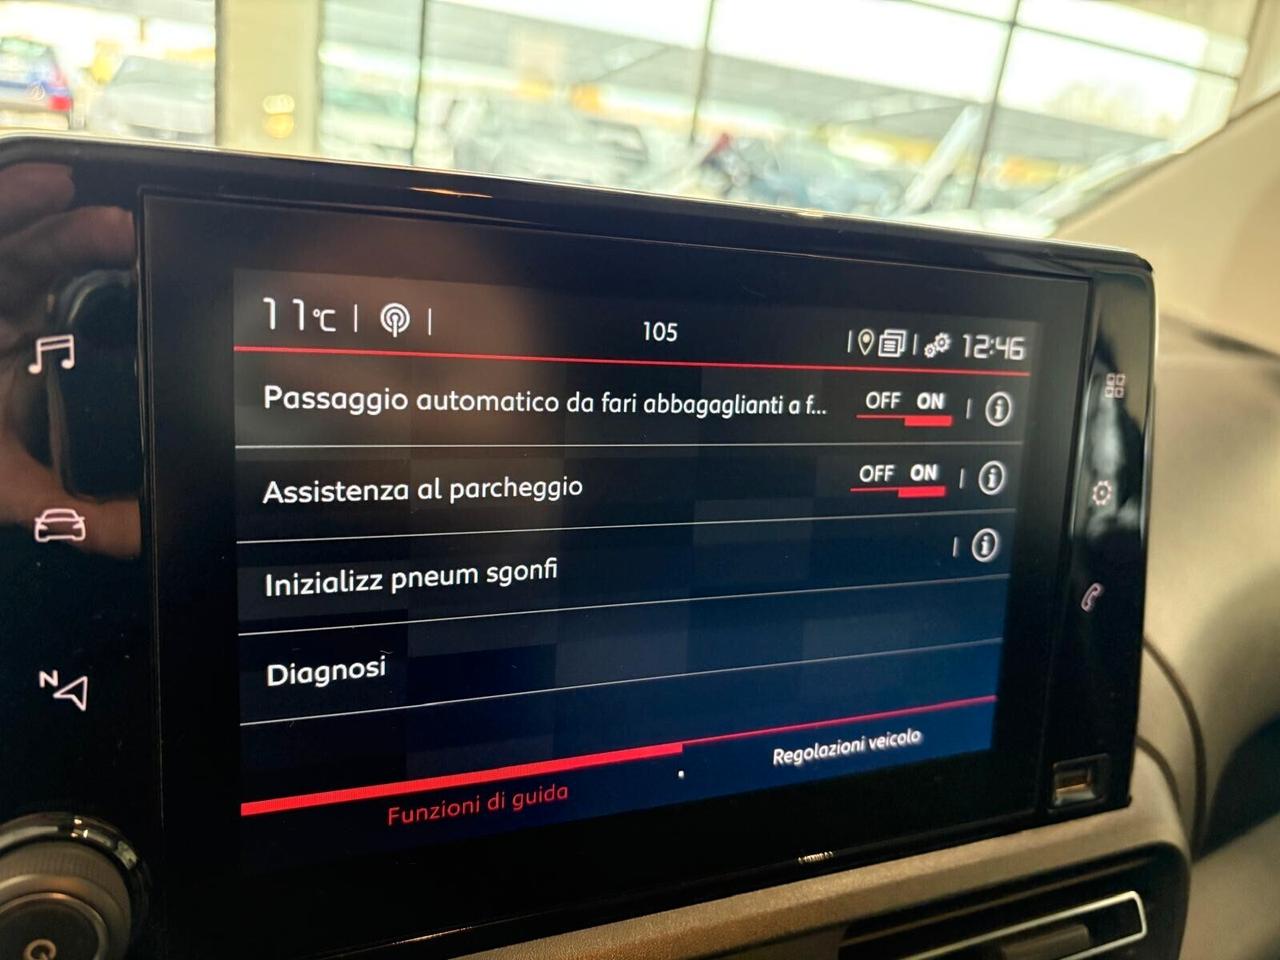 11°C
105
12:46
Passaggio automatico da fari abbagaglianti a f...
OFF ON
Assistenza al parcheggio
OFF ON
Inizializz pneum sgonfi
Diagnosi
Funzioni di guida
Regolazioni veicolo
N